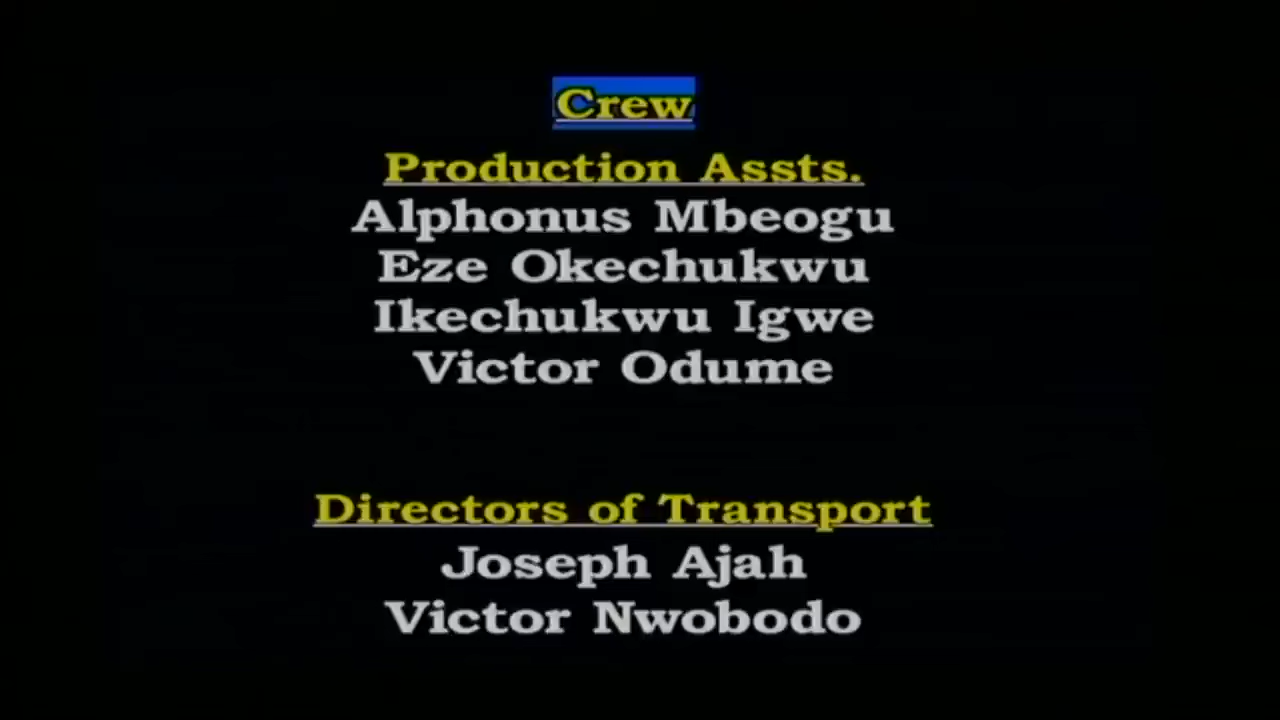 Crew
Production Assts.
Alphonus Mbeogu
Eze Okechukwu
Ikechukwu Igwe
Victor Odume
Directors of Transport
Joseph Ajah
Victor Nwobodo